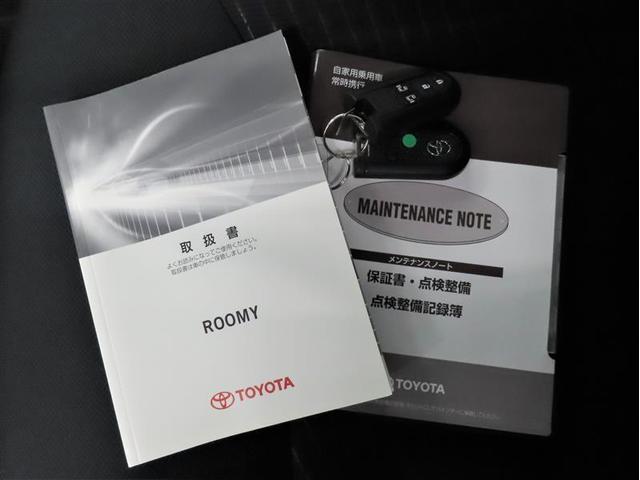 取扱書
よくお読みになってご使用ください。
取扱書は車の中に保管しましょう。
ROOMY
TOYOTA
自家用乗用車
常時携行
MAINTENANCE NOTE
メンテナンスノート
保証書・点検整備
点検整備記録簿
TOYOTA